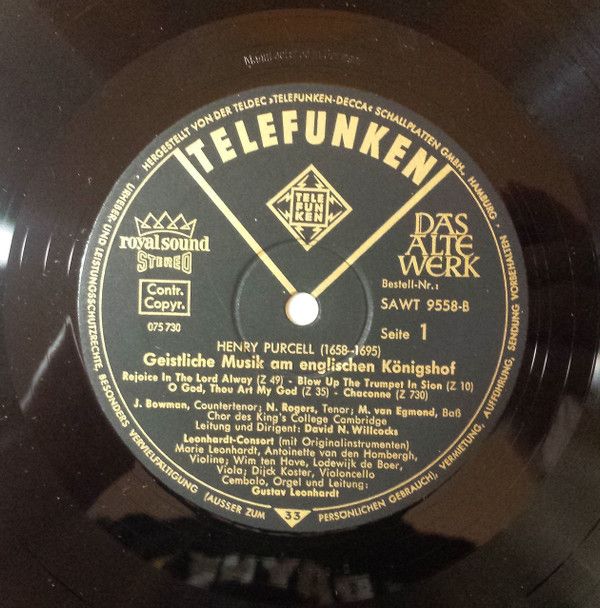 Manufactured in Germany
HERGESTELLT VON DER TELDEC »TELEFUNKEN-DECCA« SCHALLPLATTEN GMBH, HAMBURG · URHEBER- UND LEISTUNGSSCHUTZRECHTE, BESONDERS VERVIELFÄLTIGUNG (AUSSER ZUM PERSÖNLICHEN GEBRAUCH), VERMIETUNG, AUFFÜHRUNG, SENDUNG VORBEHALTEN
TELEFUNKEN
TELE
FUN
KEN
royal sound
STEREO
Contr.
Copyr.
075 730
DAS
ALTE
WERK
Bestell-Nr.:
SAWT 9558-B
Seite 1
HENRY PURCELL (1658-1695)
Geistliche Musik am englischen Königshof
Rejoice In The Lord Alway (Z 49) - Blow Up The Trumpet In Sion (Z 10)
O God, Thou Art My God (Z 35) - Chaconne (Z 730)
J. Bowman, Countertenor; N. Rogers, Tenor; M. van Egmond, Baß
Chor des King's College Cambridge
Leitung und Dirigent: David N. Willcocks
Leonhardt-Consort (mit Originalinstrumenten)
Marie Leonhardt, Antoinette van den Hombergh,
Violine; Wim ten Have, Lodewijk de Boer,
Viola; Dijck Koster, Violoncello
Cembalo, Orgel und Leitung:
Gustav Leonhardt
33